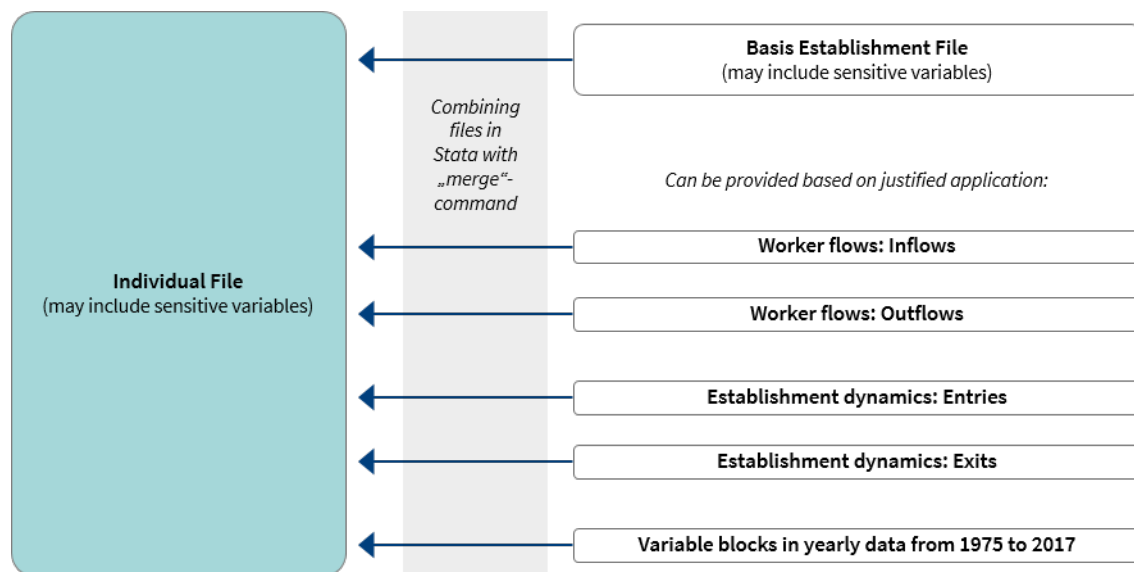 Basis Establishment File
(may include sensitive variables)
Combining
files in
Stata with
„merge“-
command
Can be provided based on justified application:
Worker flows: Inflows
Individual File
(may include sensitive variables)
Worker flows: Outflows
Establishment dynamics: Entries
Establishment dynamics: Exits
Variable blocks in yearly data from 1975 to 2017